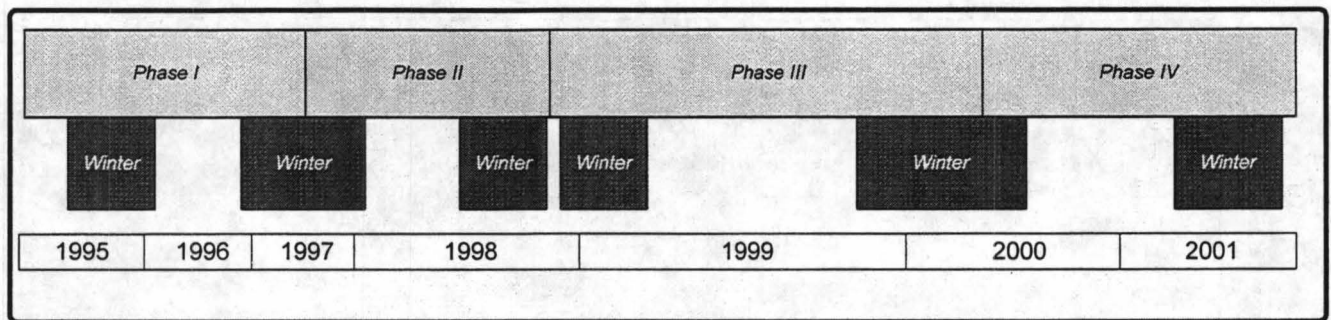 Phase I Phase II Phase III Phase IV
Winter Winter Winter Winter Winter Winter
1995 1996 1997 1998 1999 2000 2001